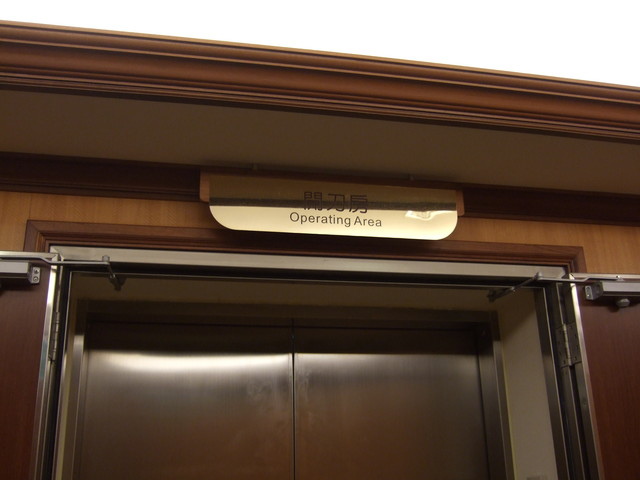 開刀房
Operating Area